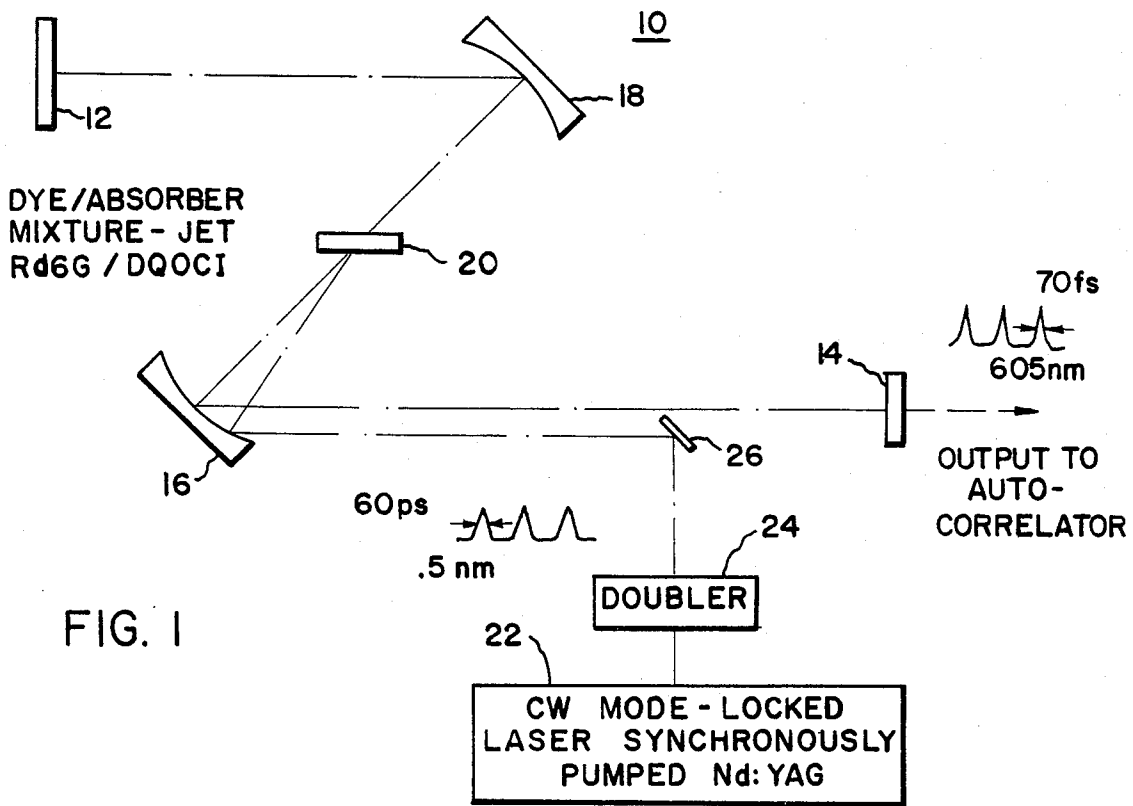 10
12
18
DYE/ABSORBER
MIXTURE - JET
Rd6G / DQOCI
20
70fs
605nm
14
16
26
OUTPUT TO
AUTO-
CORRELATOR
60ps
.5 nm
24
DOUBLER
FIG. 1
22
CW MODE - LOCKED
LASER SYNCHRONOUSLY
PUMPED Nd: YAG